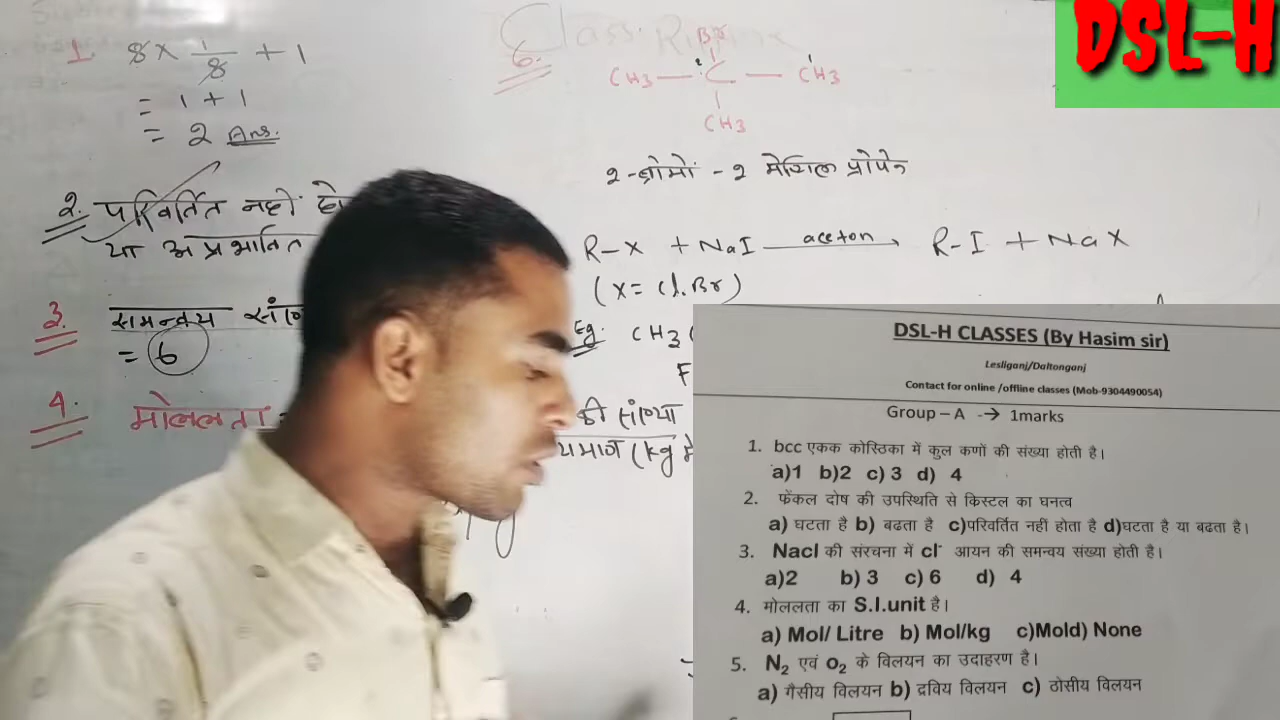 DSL-H
1. 8 × 1/8 + 1
= 1 + 1
= 2 Ans.
2. परिवर्तित नहीं
या अप्रभावित
3. समन्वय
= 6
4. मोललता
6. Br
CH3 — C — CH3
CH3
2-ब्रोमो - 2 मेथिल प्रोपेन
R-X + NaI aceton R-I + NaX
(X = Cl.Br)
Eg: CH3
F
की संख्या
(kg
DSL-H CLASSES (By Hasim sir)
Lesliganj/Daltonganj
Contact for online /offline classes (Mob-9304490054)
Group – A → 1marks
1. bcc एकक कोस्ठिका में कुल कणों की संख्या होती है।
a)1 b)2 c) 3 d) 4
2. फेंकल दोष की उपस्थिति से किस्टल का घनत्व
a) घटता है b) बढता है c)परिवर्तित नहीं होता है d)घटता है या बढता है।
3. Nacl की संरचना में cl- आयन की समन्वय संख्या होती है।
a)2 b) 3 c) 6 d) 4
4. मोललता का S.I.unit है।
a) Mol/ Litre b) Mol/kg c)Mold) None
5. N2 एवं o2 के विलयन का उदाहरण है।
a) गैसीय विलयन b) द्रविय विलयन c) ठोसीय विलयन